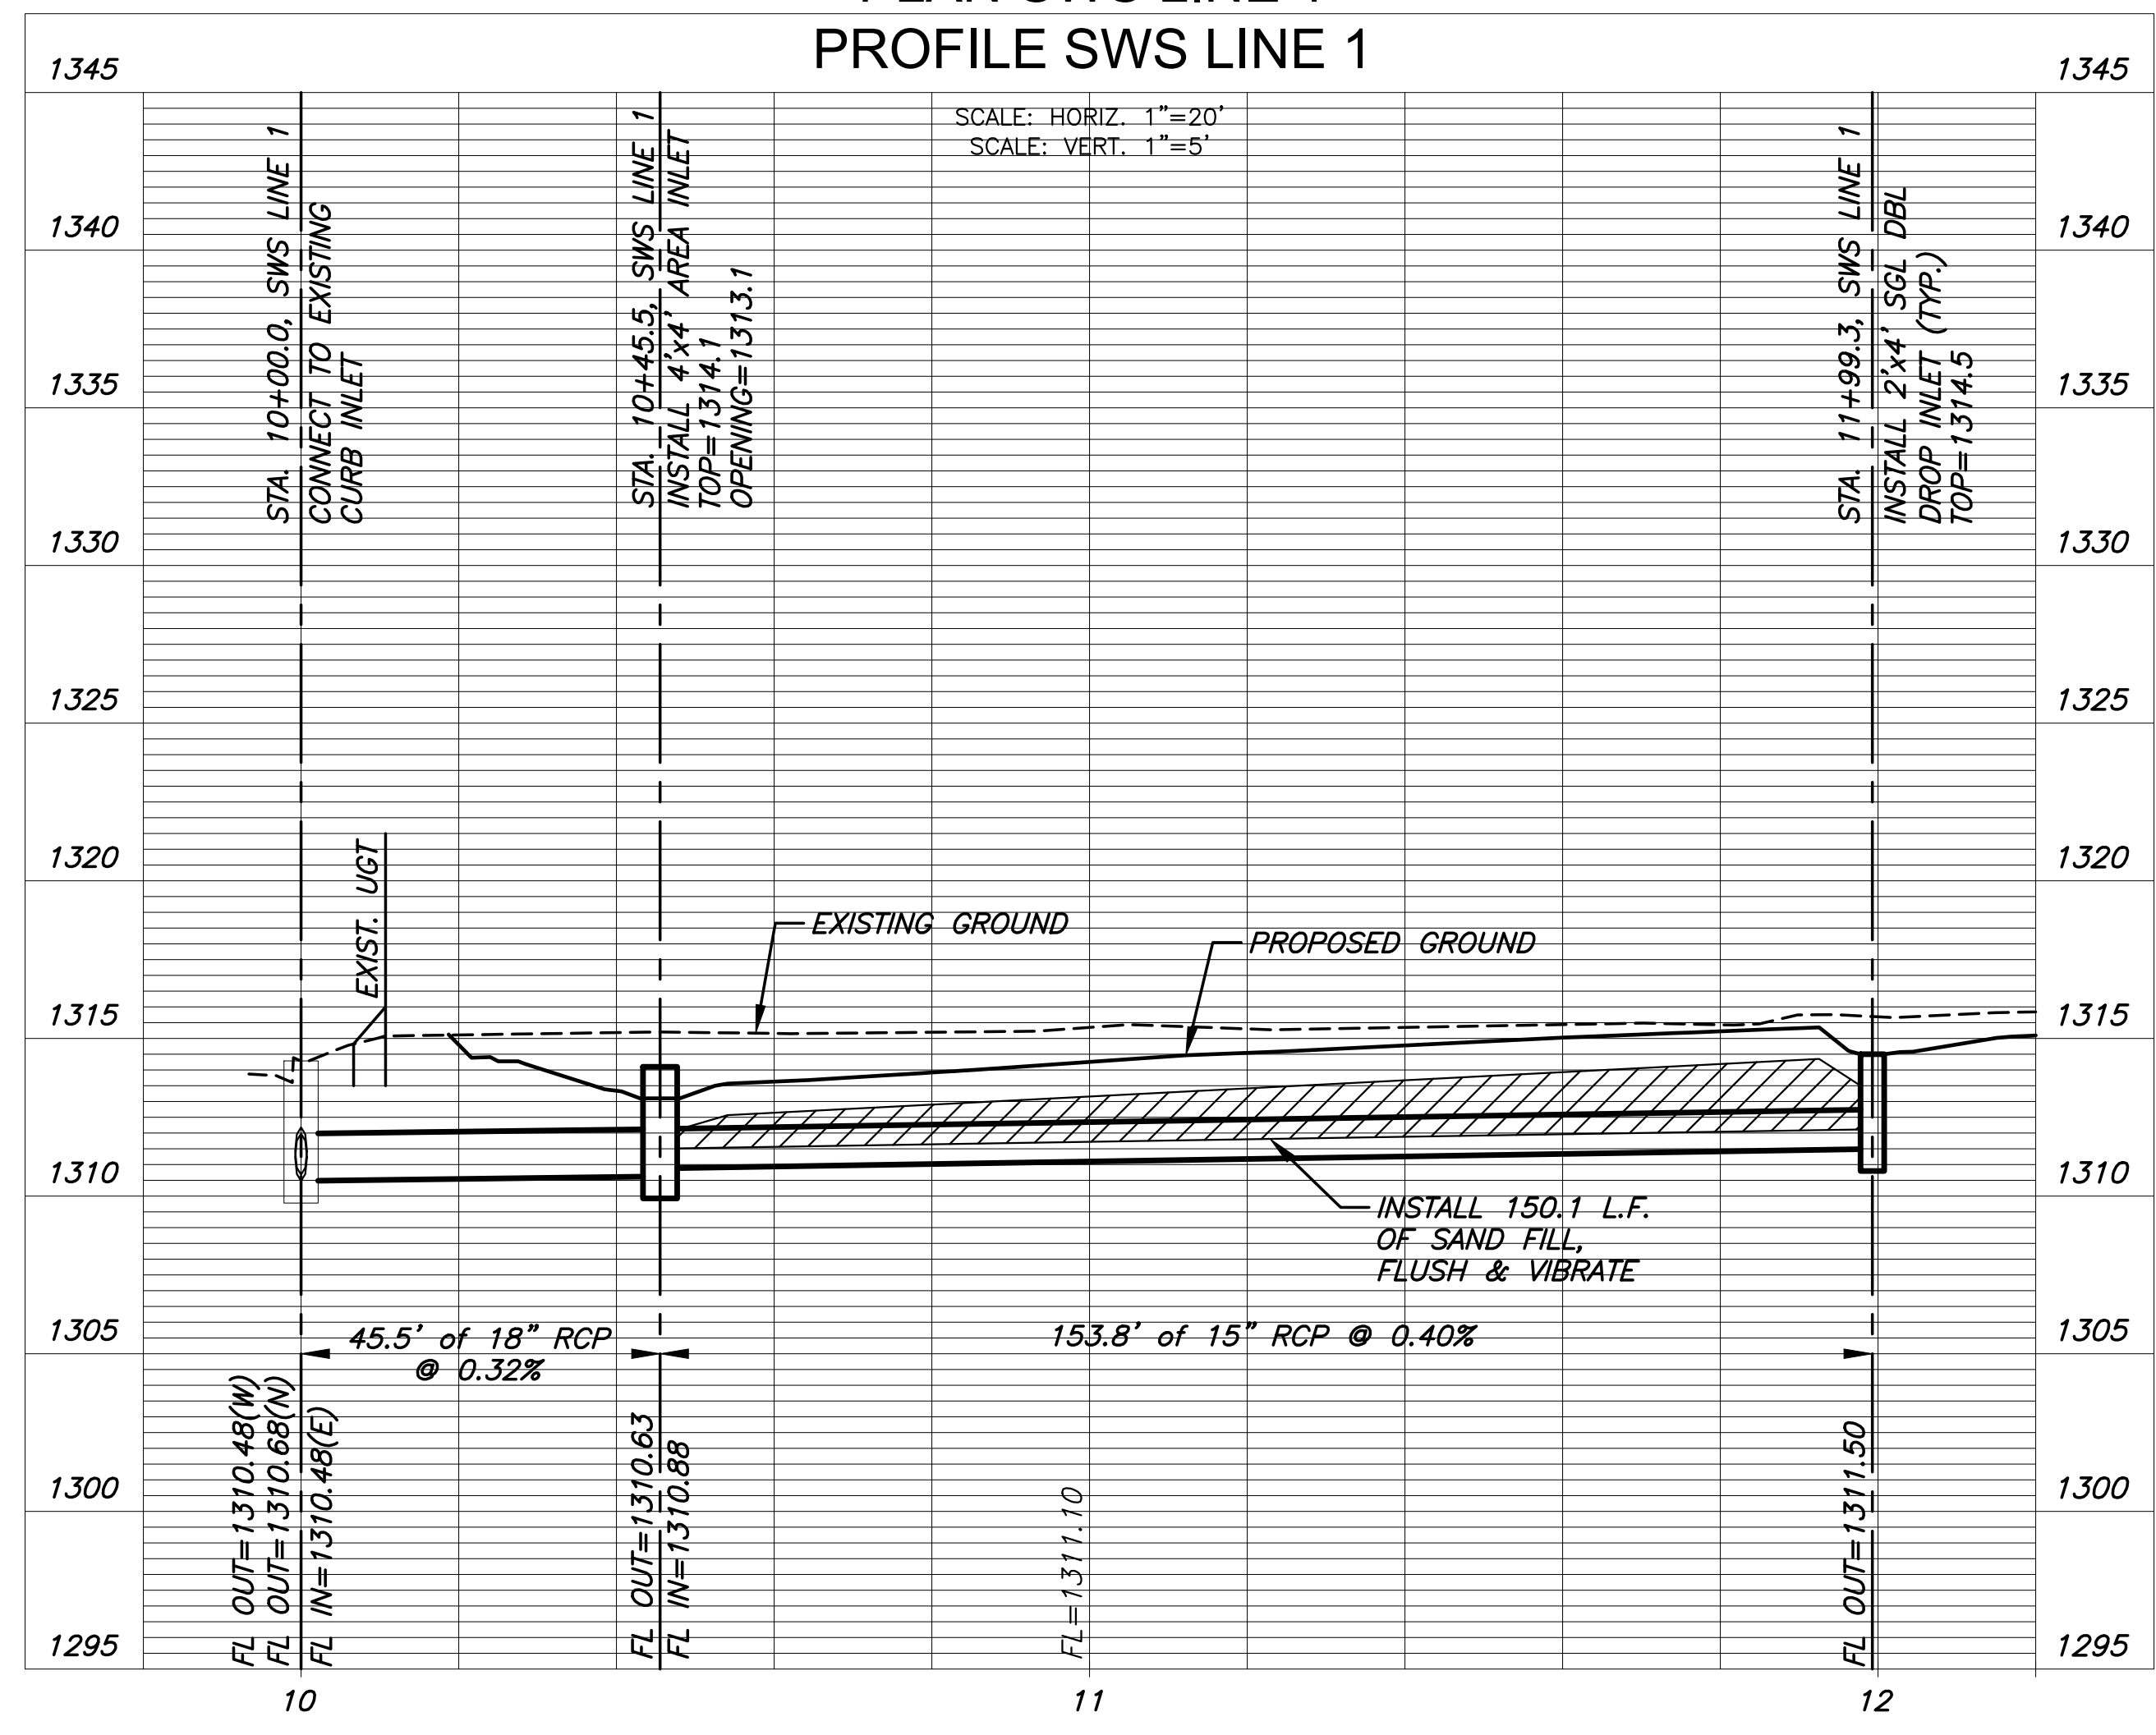 PLAN SWS LINE 1
PROFILE SWS LINE 1
SCALE: HORIZ. 1"=20'
SCALE: VERT. 1"=5'
1345
1340
1335
1330
1325
1320
1315
1310
1305
1300
1295
1345
1340
1335
1330
1325
1320
1315
1310
1305
1300
1295
STA. 10+00.0, SWS LINE 1
CONNECT TO EXISTING
CURB INLET
STA. 10+45.5, SWS LINE 1
INSTALL 4'x4' AREA INLET
TOP=1314.1
OPENING=1313.1
STA. 11+99.3, SWS LINE 1
INSTALL 2'x4' SGL DBL
DROP INLET (TYP.)
TOP=1314.5
EXIST. UGT
EXISTING GROUND
PROPOSED GROUND
INSTALL 150.1 L.F.
OF SAND FILL,
FLUSH & VIBRATE
45.5' of 18" RCP
@ 0.32%
153.8' of 15" RCP @ 0.40%
FL OUT=1310.48(W)
FL OUT=1310.68(N)
FL IN=1310.48(E)
FL OUT=1310.63
FL IN=1310.88
FL=1311.10
FL OUT=1311.50
10
11
12